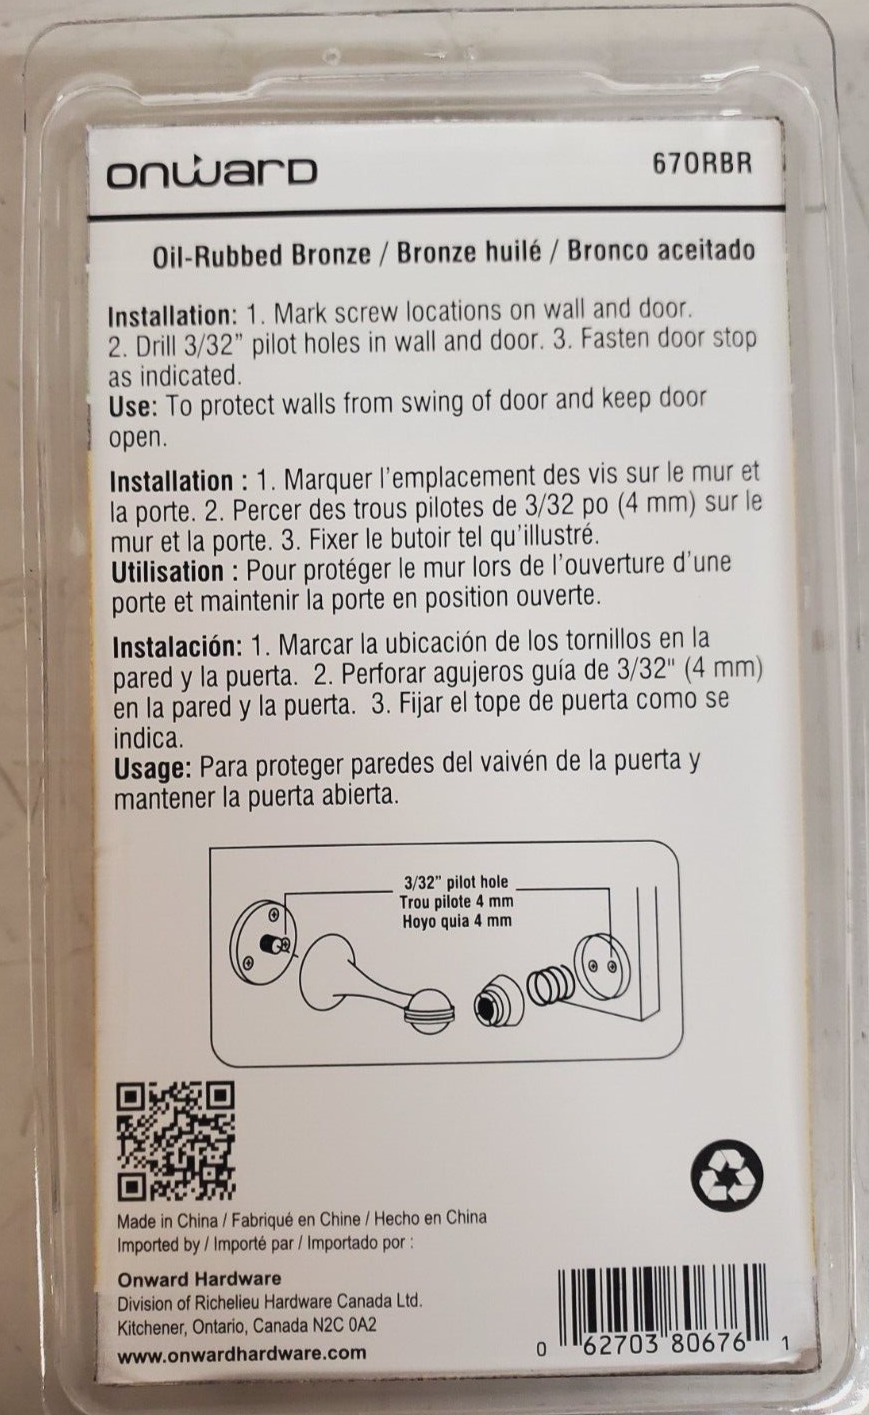 onward
670RBR
Oil-Rubbed Bronze / Bronze huilé / Bronco aceitado
Installation: 1. Mark screw locations on wall and door.
2. Drill 3/32” pilot holes in wall and door. 3. Fasten door stop
as indicated.
Use: To protect walls from swing of door and keep door
open.
Installation : 1. Marquer l’emplacement des vis sur le mur et
la porte. 2. Percer des trous pilotes de 3/32 po (4 mm) sur le
mur et la porte. 3. Fixer le butoir tel qu’illustré.
Utilisation : Pour protéger le mur lors de l’ouverture d’une
porte et maintenir la porte en position ouverte.
Instalación: 1. Marcar la ubicación de los tornillos en la
pared y la puerta. 2. Perforar agujeros guía de 3/32" (4 mm)
en la pared y la puerta. 3. Fijar el tope de puerta como se
indica.
Usage: Para proteger paredes del vaivén de la puerta y
mantener la puerta abierta.
3/32” pilot hole
Trou pilote 4 mm
Hoyo quia 4 mm
Made in China / Fabriqué en Chine / Hecho en China
Imported by / Importé par / Importado por :
Onward Hardware
Division of Richelieu Hardware Canada Ltd.
Kitchener, Ontario, Canada N2C 0A2
www.onwardhardware.com
0 62703 80676 1